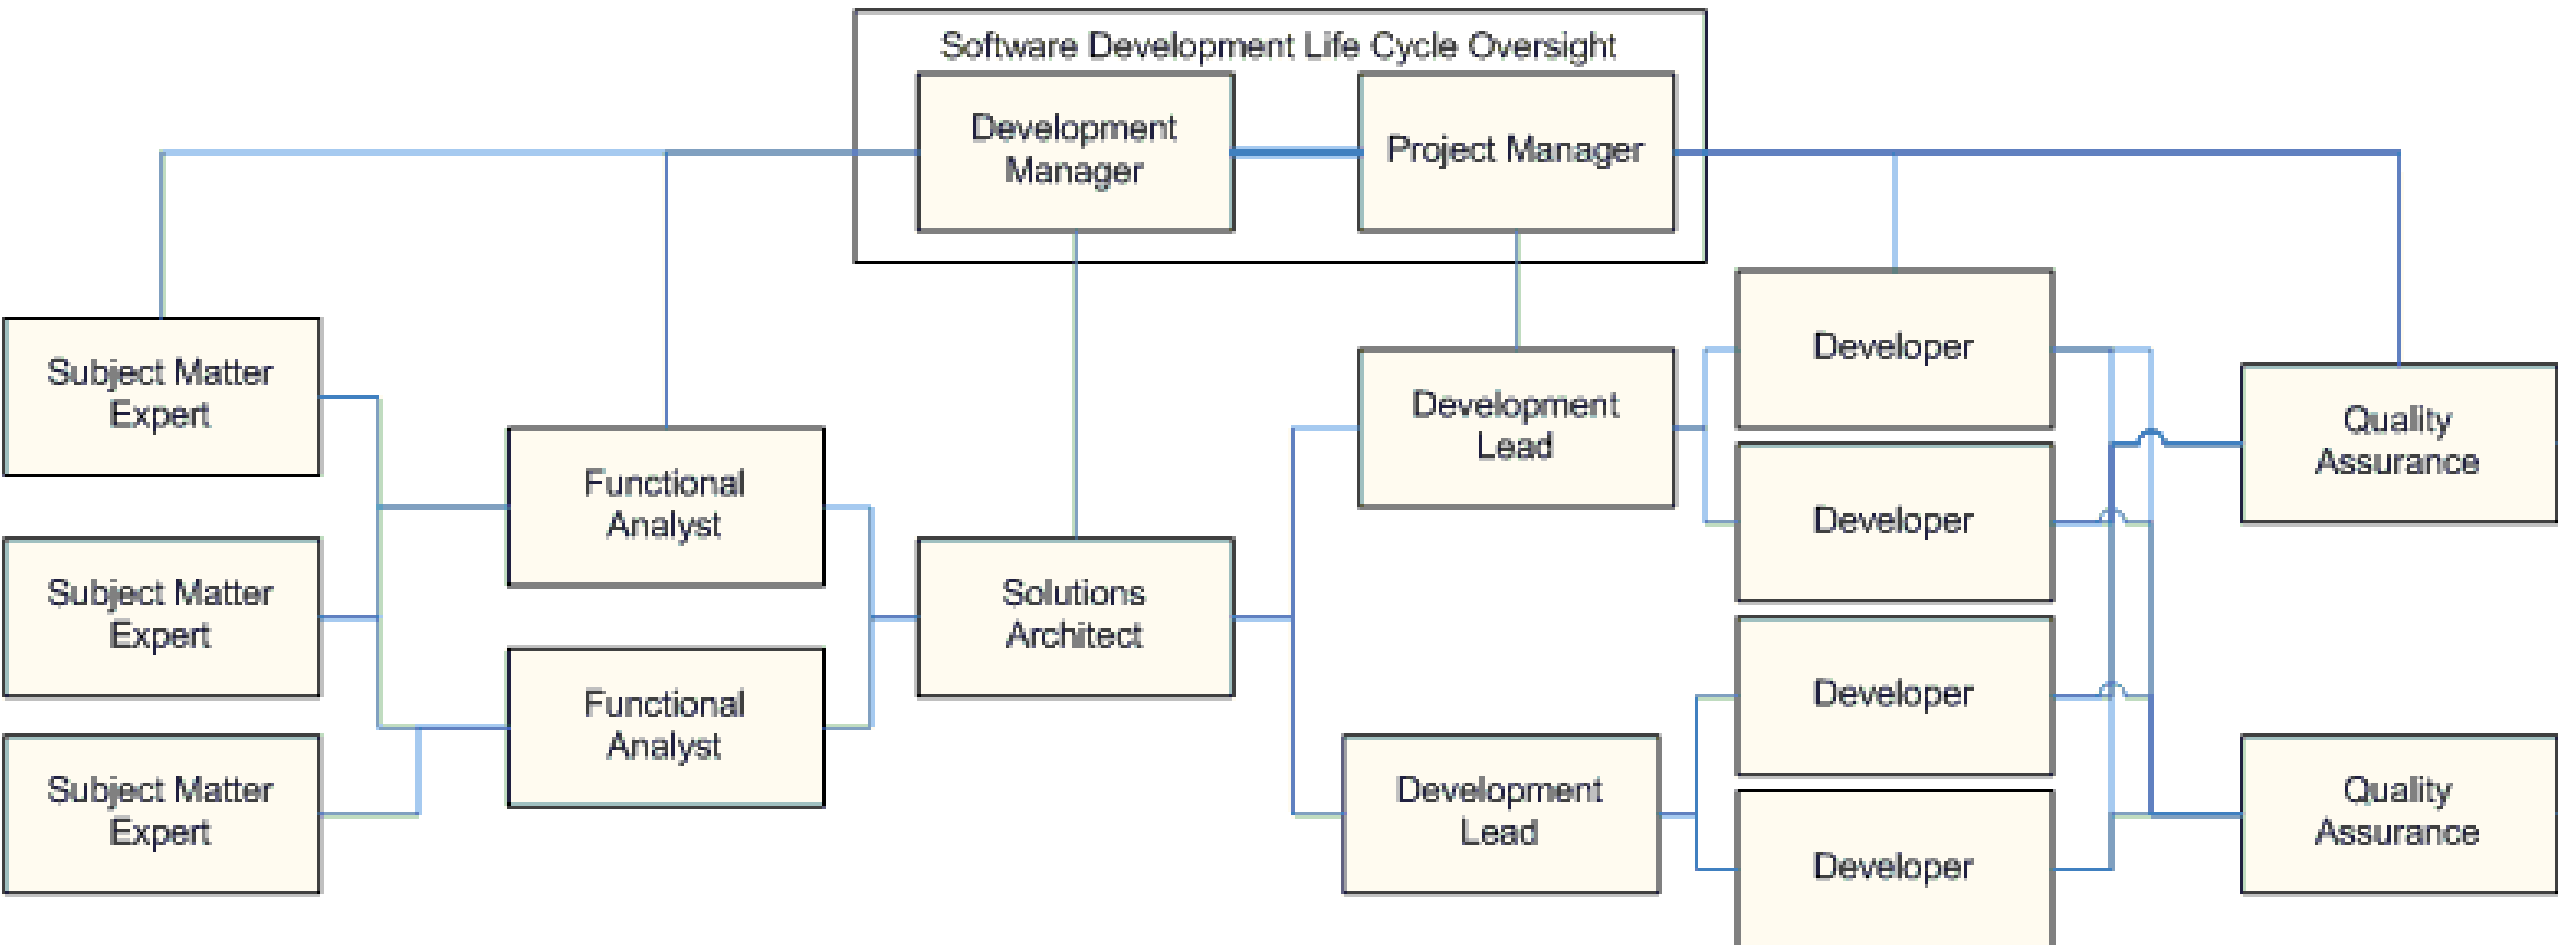 Software Development Life Cycle Oversight
Development
Manager
Project Manager
Subject Matter
Expert
Subject Matter
Expert
Subject Matter
Expert
Functional
Analyst
Functional
Analyst
Solutions
Architect
Development
Lead
Development
Lead
Developer
Developer
Developer
Developer
Quality
Assurance
Quality
Assurance